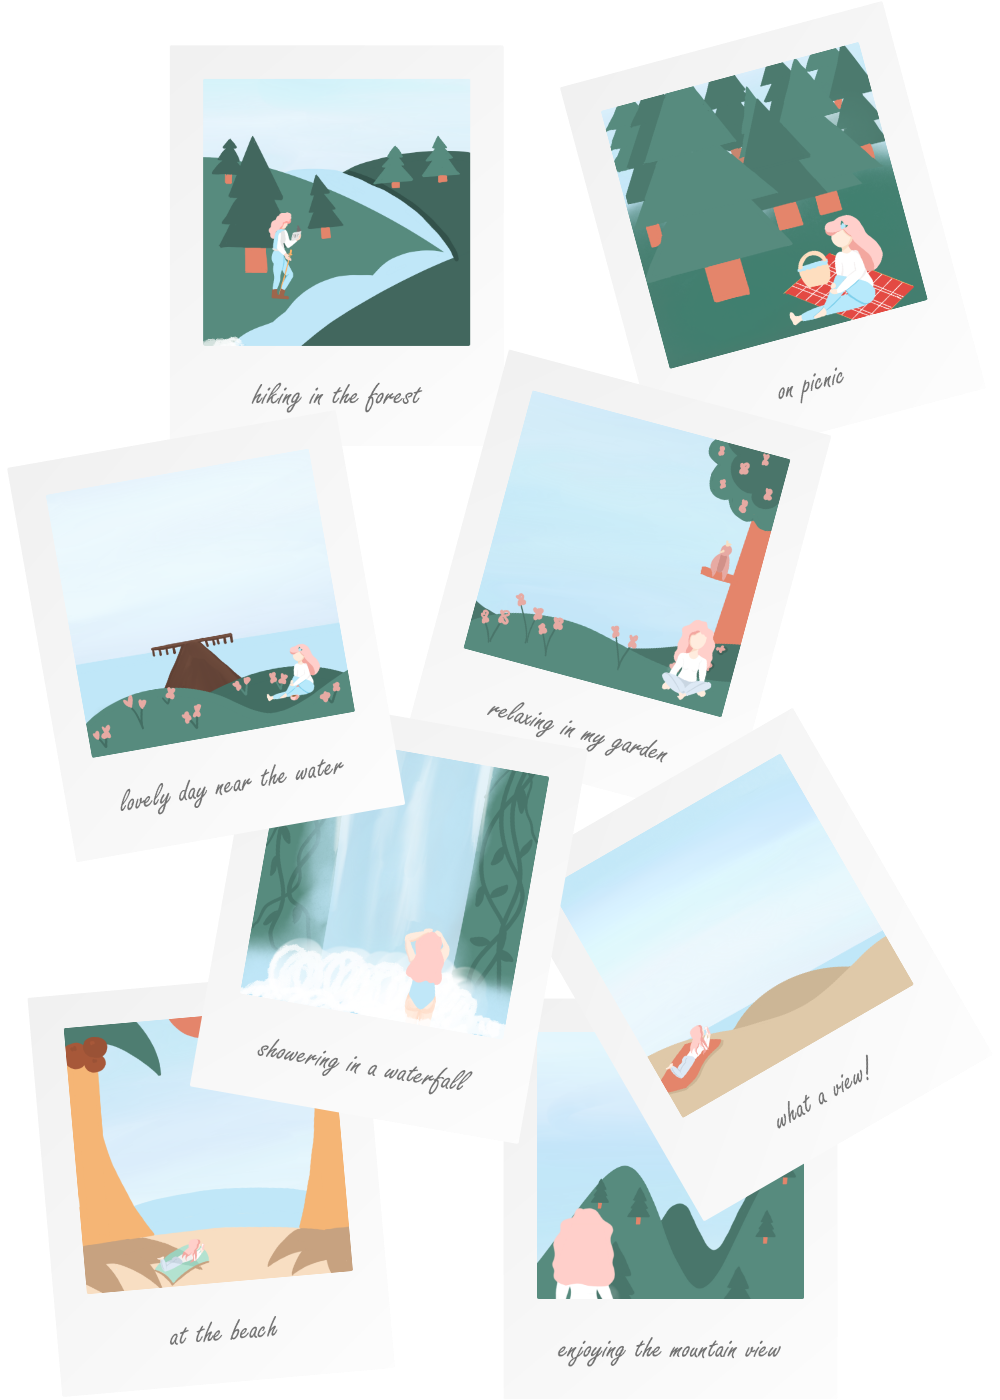 hiking in the forest
on picnic
relaxing in my garden
lovely day near the water
showering in a waterfall
what a view!
at the beach
enjoying the mountain view